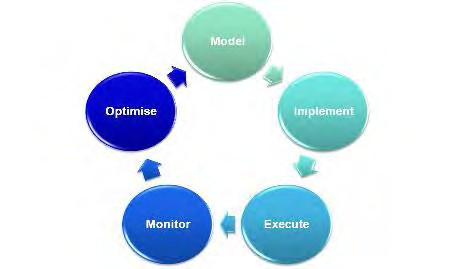 Model
Implement
Execute
Monitor
Optimise